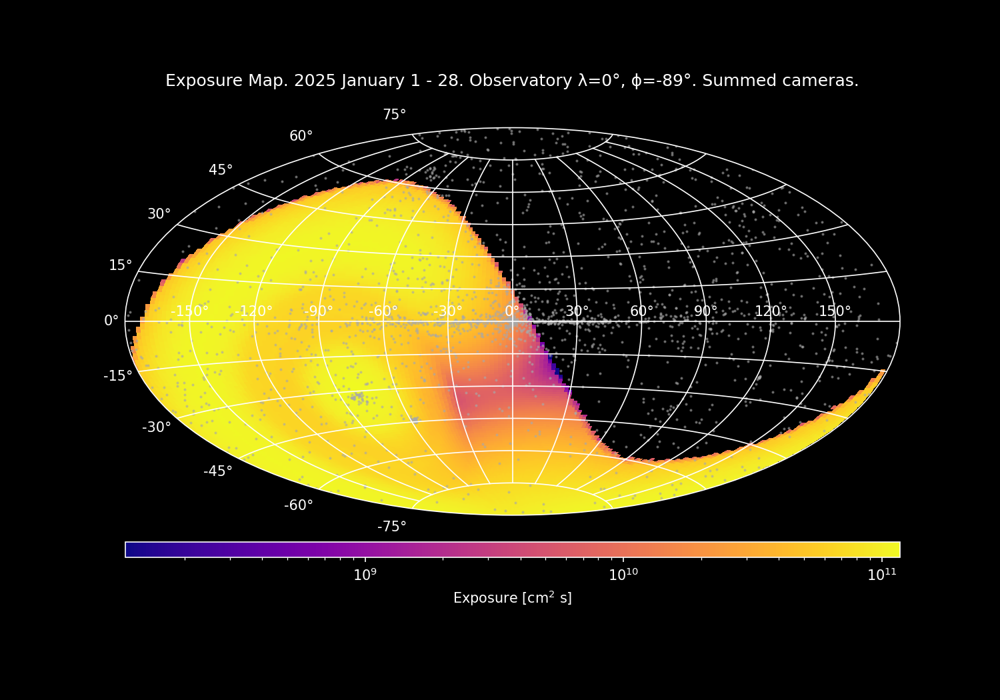 Exposure Map. 2025 January 1 - 28. Observatory λ=0°, ϕ=-89°. Summed cameras.
75°
60°
45°
30°
15°
-150° -120° -90° -60° -30° 0° 30° 60° 90° 120° 150°
0°
-15°
-30°
-45°
-60°
-75°
10⁹ 10¹⁰ 10¹¹
Exposure [cm² s]